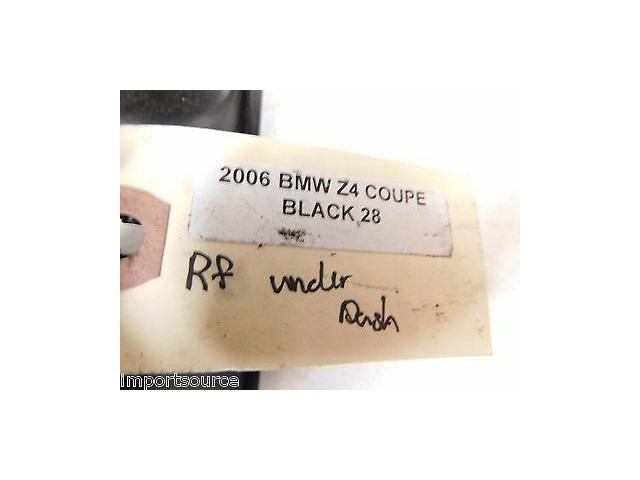 2006 BMW Z4 COUPE
BLACK 28
Rf under
Dash
importsource